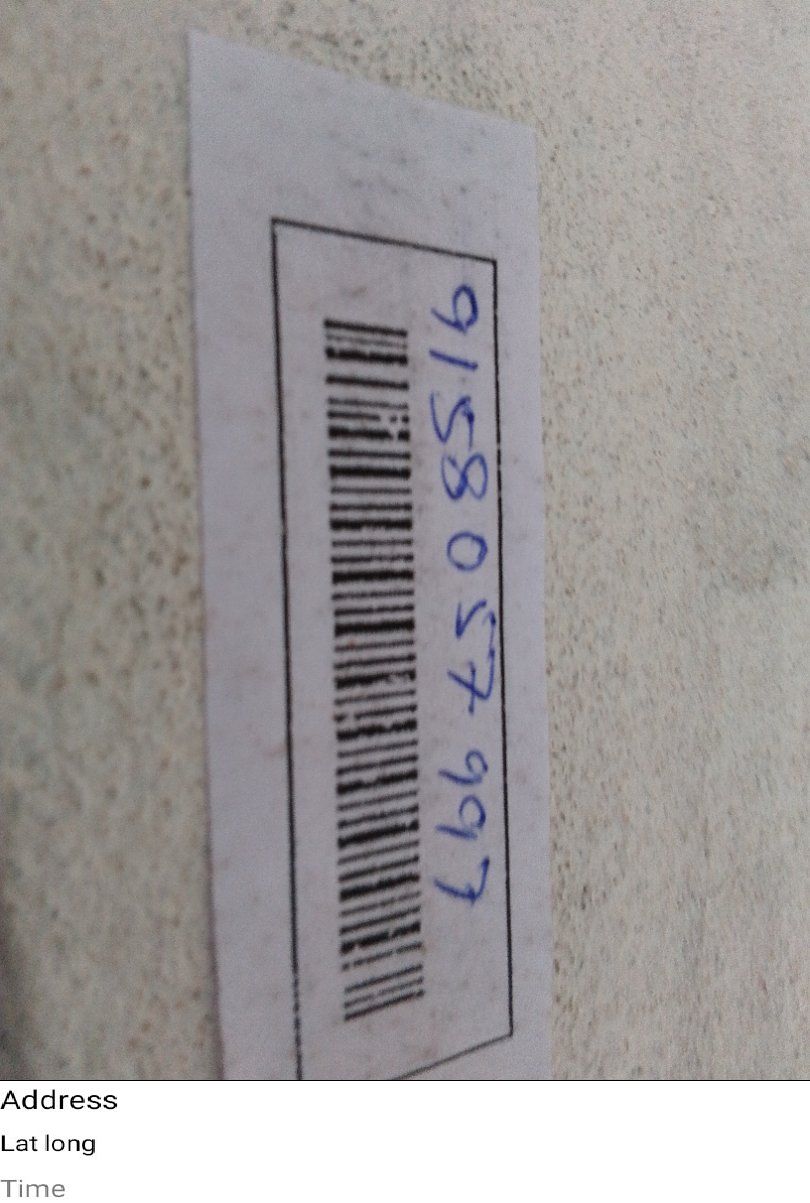 9158057997
Address
Lat long
Time